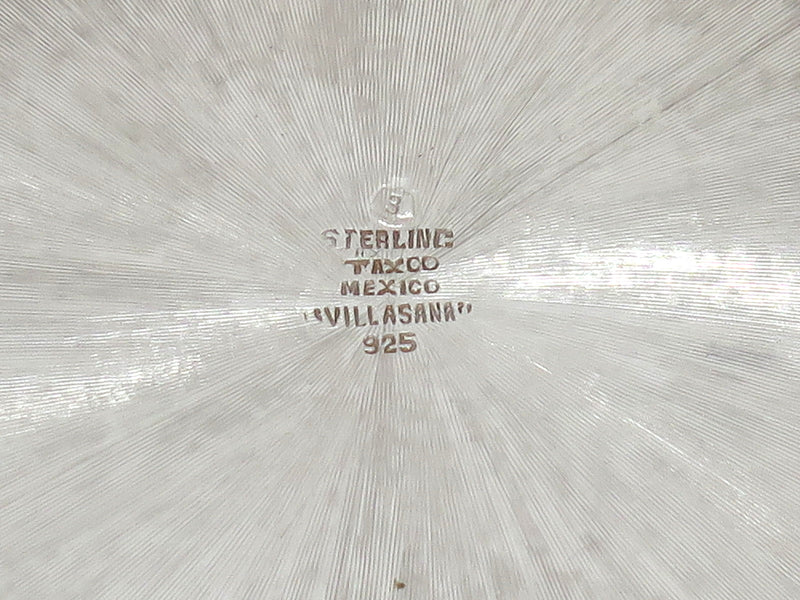 STERLING
TAXCO
MEXICO
"VILLASANA"
925